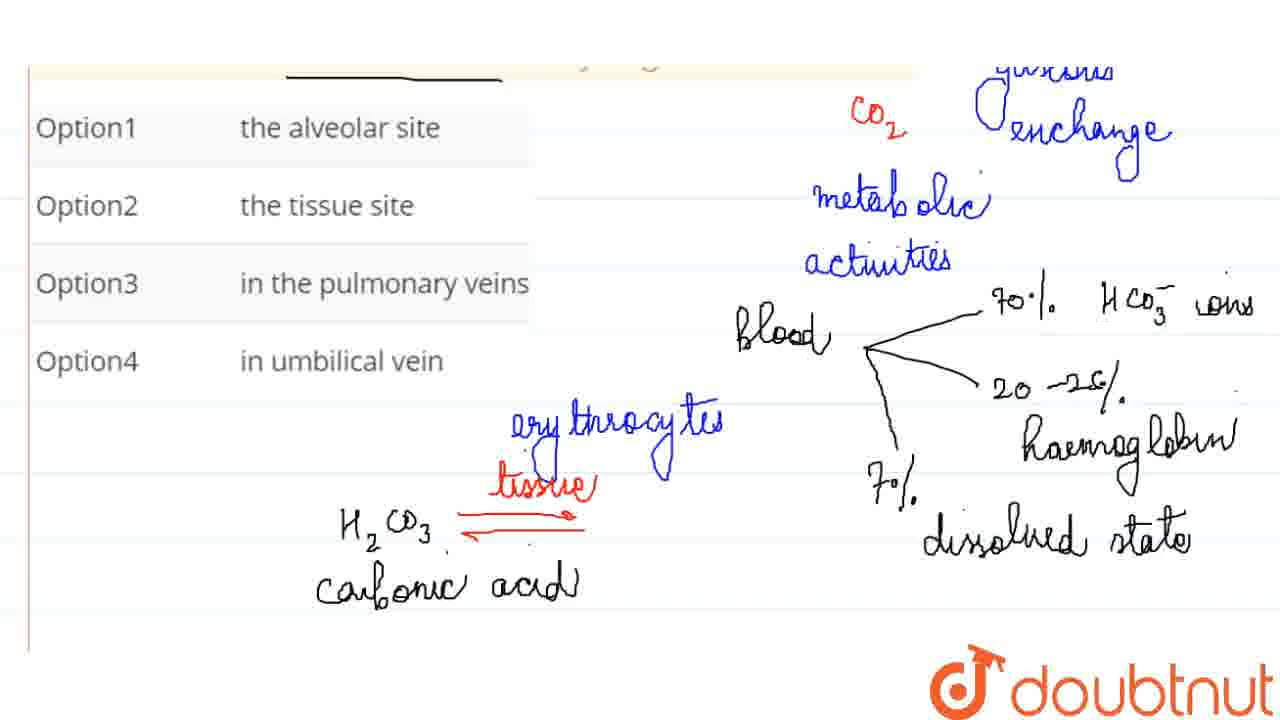 Option1 the alveolar site
Option2 the tissue site
Option3 in the pulmonary veins
Option4 in umbilical vein
CO2
exchange
metabolic
activities
Blood
70% HCO3− ions
20 -25%
haemoglobin
7%
dissolved state
erythrocytes
tissue
H2CO3 ⇌
carbonic acid
doubtnut